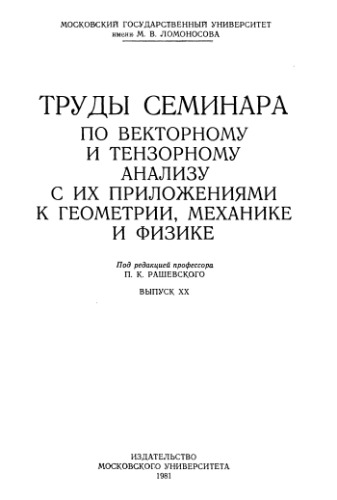 МОСКОВСКИЙ ГОСУДАРСТВЕННЫЙ УНИВЕРСИТЕТ
имени М. В. ЛОМОНОСОВА
ТРУДЫ СЕМИНАРА
ПО ВЕКТОРНОМУ
И ТЕНЗОРНОМУ
АНАЛИЗУ
С ИХ ПРИЛОЖЕНИЯМИ
К ГЕОМЕТРИИ, МЕХАНИКЕ
И ФИЗИКЕ
Под редакцией профессора
П. К. РАШЕВСКОГО
ВЫПУСК XX
ИЗДАТЕЛЬСТВО
МОСКОВСКОГО УНИВЕРСИТЕТА
1981